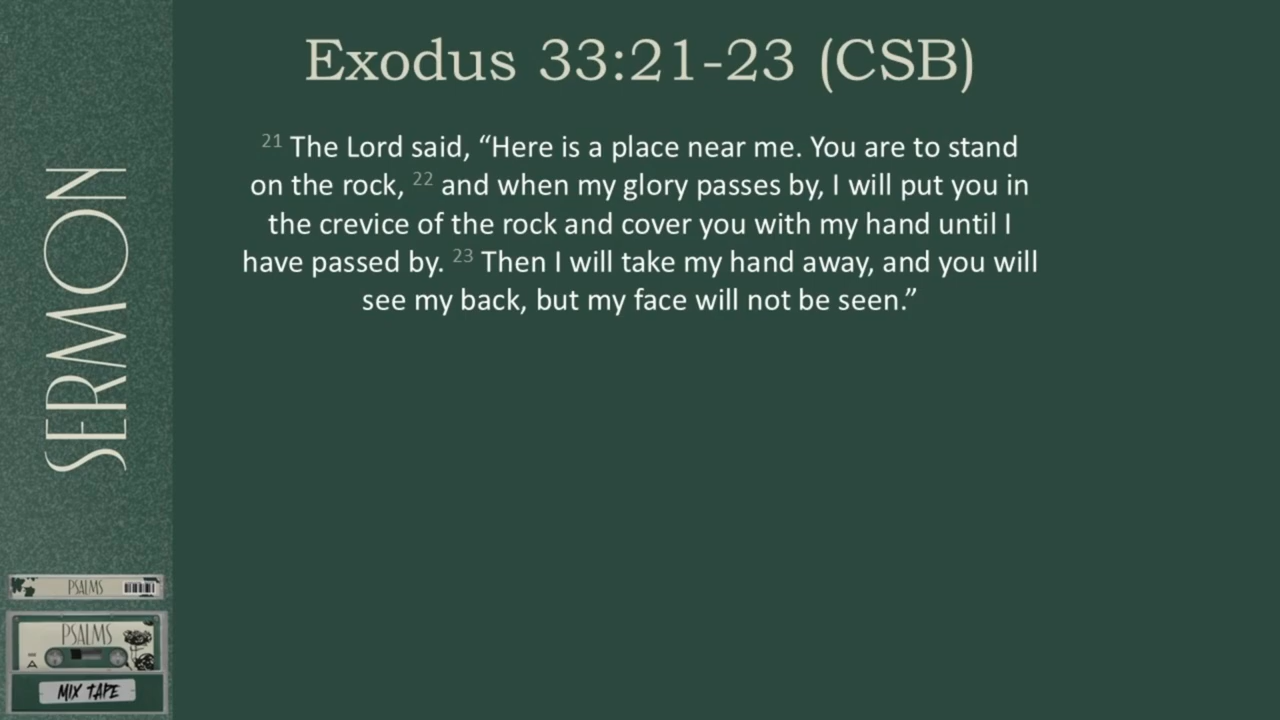 Exodus 33:21-23 (CSB)
21 The Lord said, “Here is a place near me. You are to stand
on the rock, 22 and when my glory passes by, I will put you in
the crevice of the rock and cover you with my hand until I
have passed by. 23 Then I will take my hand away, and you will
see my back, but my face will not be seen.”
SERMON
PSALMS
PSALMS
A
MIX TAPE